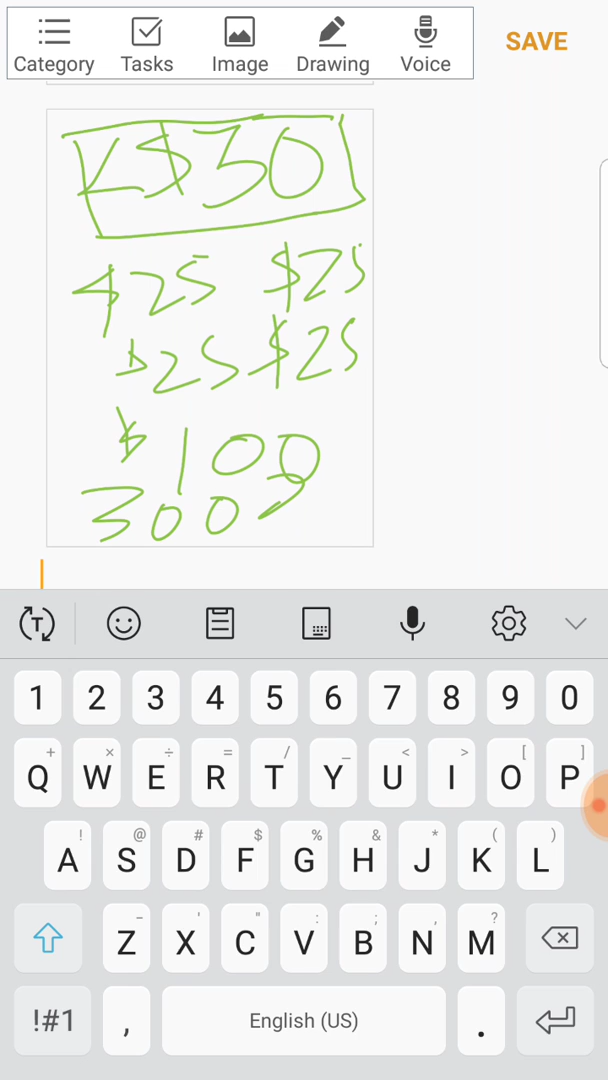 Category Tasks Image Drawing Voice SAVE
<$30
$25 $25
$25 $25
$100
300?
1 2 3 4 5 6 7 8 9 0
+ × ÷ = / _ < > [ ]
Q W E R T Y U I O P
! @ # $ % & * ( )
A S D F G H J K L
- ' " : ; , ?
Z X C V B N M
!#1 , English (US) .